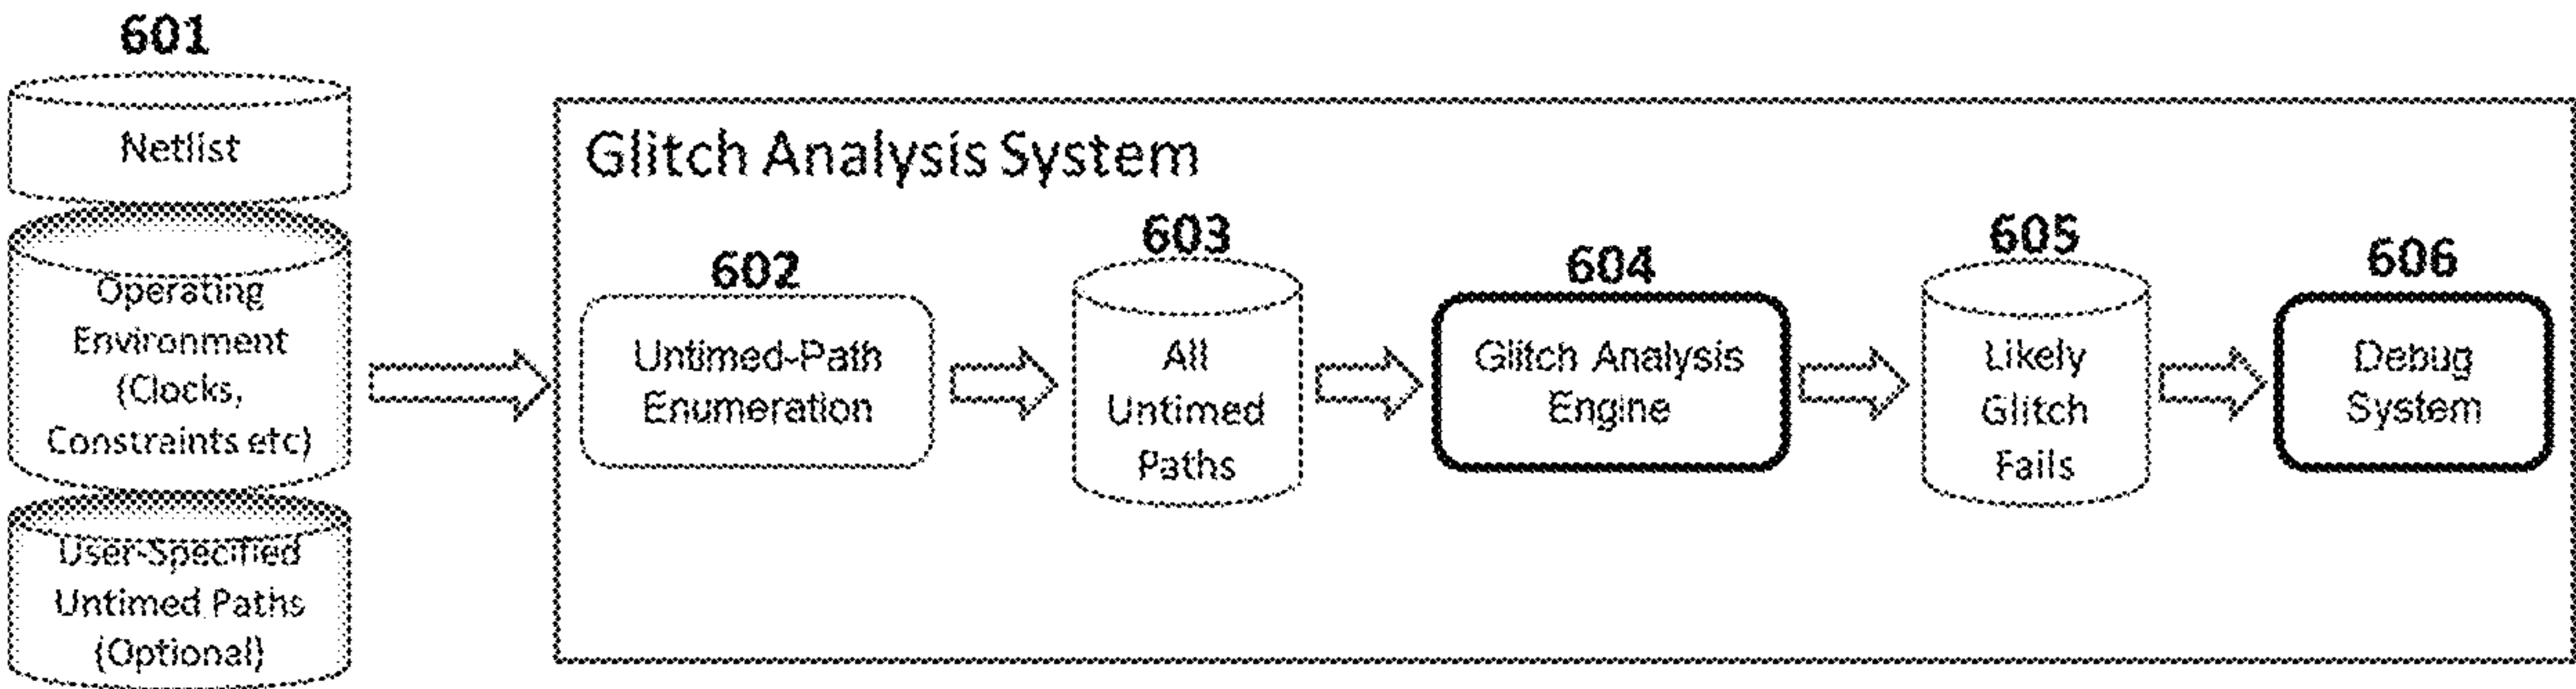 601
Netlist
Operating
Environment
(Clocks,
Constraints etc)
User-Specified
Untimed Paths
(Optional)
Glitch Analysis System
602
Untimed-Path
Enumeration
603
All
Untimed
Paths
604
Glitch Analysis
Engine
605
Likely
Glitch
Fails
606
Debug
System